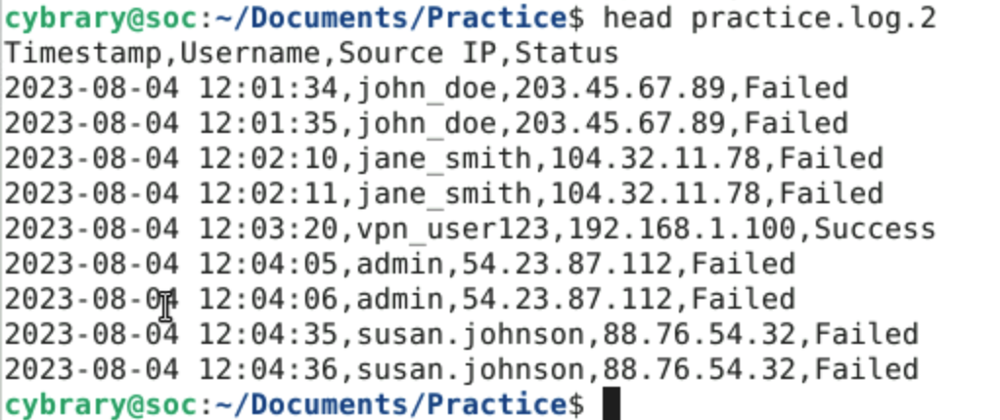 cybrary@soc:~/Documents/Practice$ head practice.log.2
Timestamp,Username,Source IP,Status
2023-08-04 12:01:34,john_doe,203.45.67.89,Failed
2023-08-04 12:01:35,john_doe,203.45.67.89,Failed
2023-08-04 12:02:10,jane_smith,104.32.11.78,Failed
2023-08-04 12:02:11,jane_smith,104.32.11.78,Failed
2023-08-04 12:03:20,vpn_user123,192.168.1.100,Success
2023-08-04 12:04:05,admin,54.23.87.112,Failed
2023-08-04 12:04:06,admin,54.23.87.112,Failed
2023-08-04 12:04:35,susan.johnson,88.76.54.32,Failed
2023-08-04 12:04:36,susan.johnson,88.76.54.32,Failed
cybrary@soc:~/Documents/Practice$